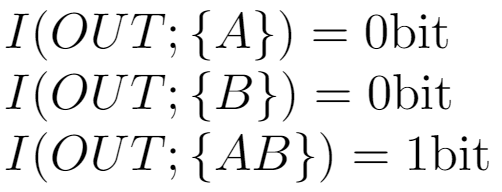 I(OUT; {A}) = 0bit
I(OUT; {B}) = 0bit
I(OUT; {AB}) = 1bit